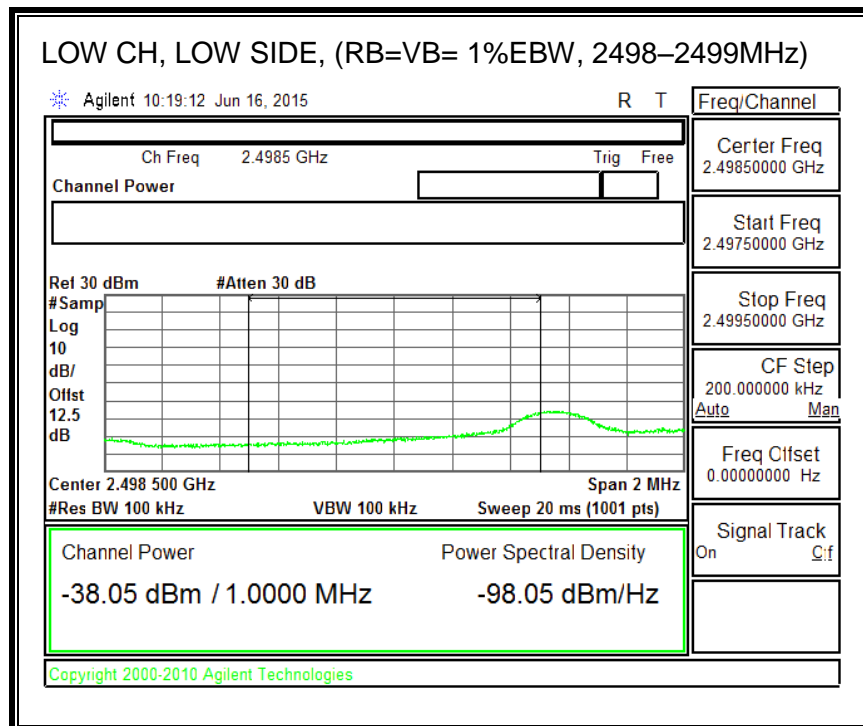 LOW CH, LOW SIDE, (RB=VB= 1%EBW, 2498–2499MHz)
Agilent 10:19:12 Jun 16, 2015 R T
Freq/Channel
Ch Freq 2.4985 GHz Trig Free
Channel Power
Center Freq
2.49850000 GHz
Start Freq
2.49750000 GHz
Stop Freq
2.49950000 GHz
CF Step
200.000000 kHz
Auto Man
Freq Offset
0.00000000 Hz
Signal Track
On Off
Ref 30 dBm #Atten 30 dB
#Samp
Log
10
dB/
Offst
12.5
dB
Center 2.498 500 GHz Span 2 MHz
#Res BW 100 kHz VBW 100 kHz Sweep 20 ms (1001 pts)
Channel Power Power Spectral Density
-38.05 dBm / 1.0000 MHz -98.05 dBm/Hz
Copyright 2000-2010 Agilent Technologies